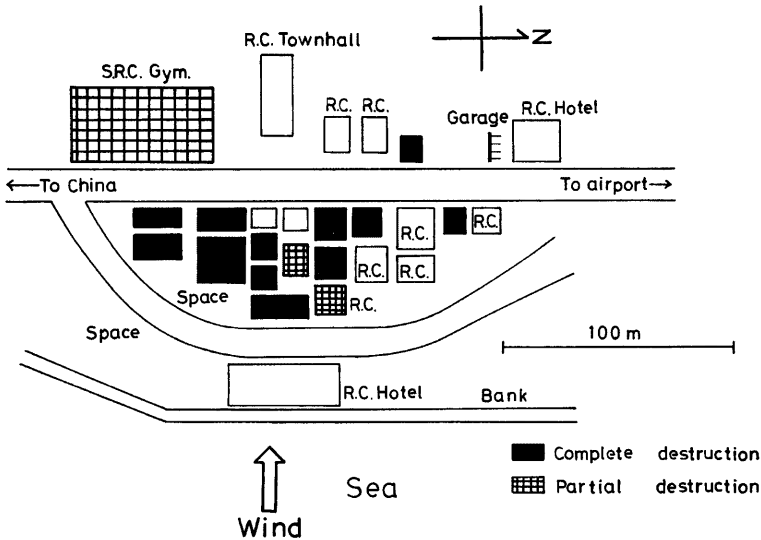 R.C. Townhall
N
S.R.C. Gym.
R.C. R.C.
Garage R.C. Hotel
←To China
To airport→
R.C.
R.C.
R.C.
R.C.
Space
R.C.
Space
100 m
R.C. Hotel
Bank
Complete destruction
Sea
Partial destruction
Wind